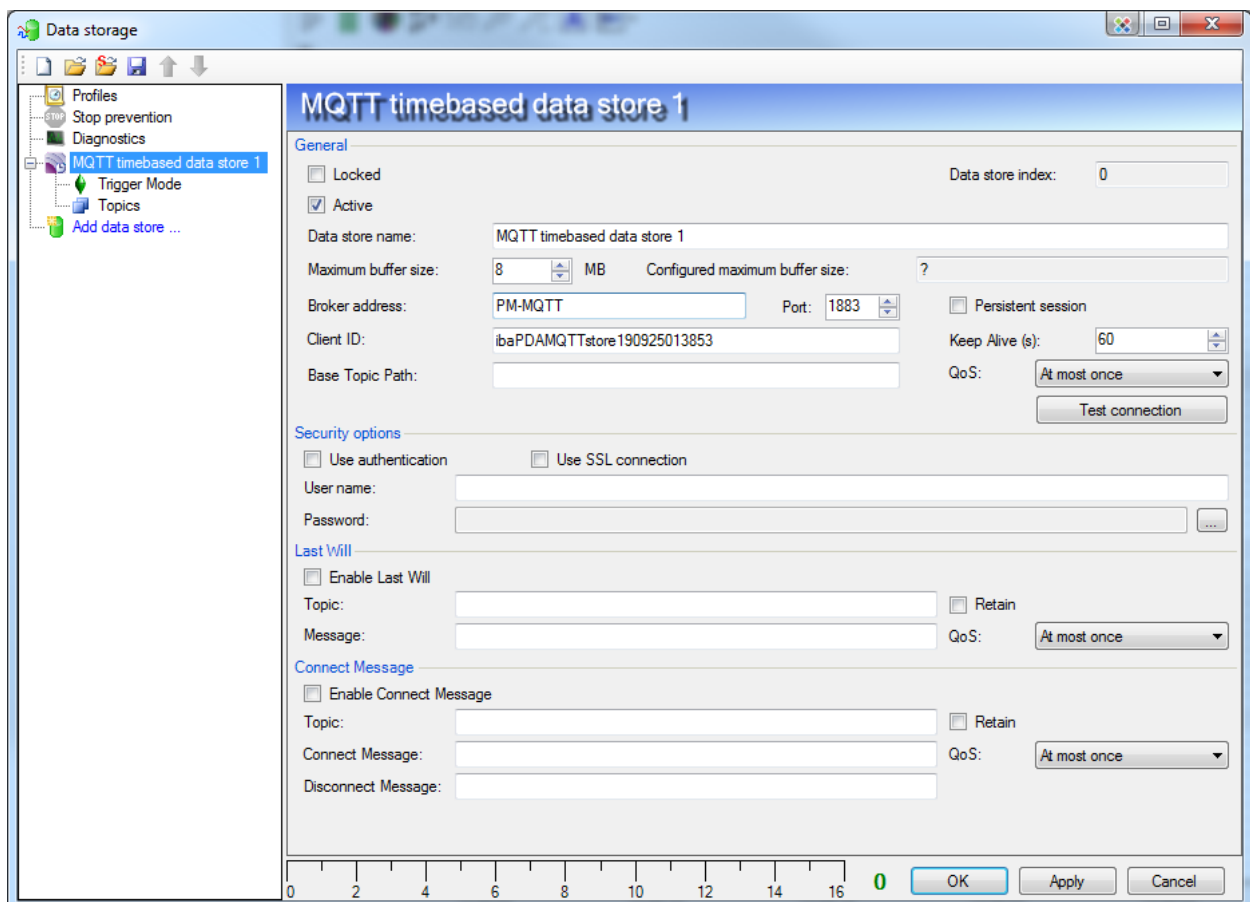 Data storage
Profiles
STOP Stop prevention
Diagnostics
MQTT timebased data store 1
Trigger Mode
Topics
Add data store ...
MQTT timebased data store 1
General
Locked Data store index: 0
Active
Data store name: MQTT timebased data store 1
Maximum buffer size: 8 MB Configured maximum buffer size: ?
Broker address: PM-MQTT Port: 1883 Persistent session
Client ID: ibaPDAMQTTstore190925013853 Keep Alive (s): 60
Base Topic Path: QoS: At most once
Test connection
Security options
Use authentication Use SSL connection
User name:
Password: ...
Last Will
Enable Last Will
Topic: Retain
Message: QoS: At most once
Connect Message
Enable Connect Message
Topic: Retain
Connect Message: QoS: At most once
Disconnect Message:
0 2 4 6 8 10 12 14 16 0 OK Apply Cancel